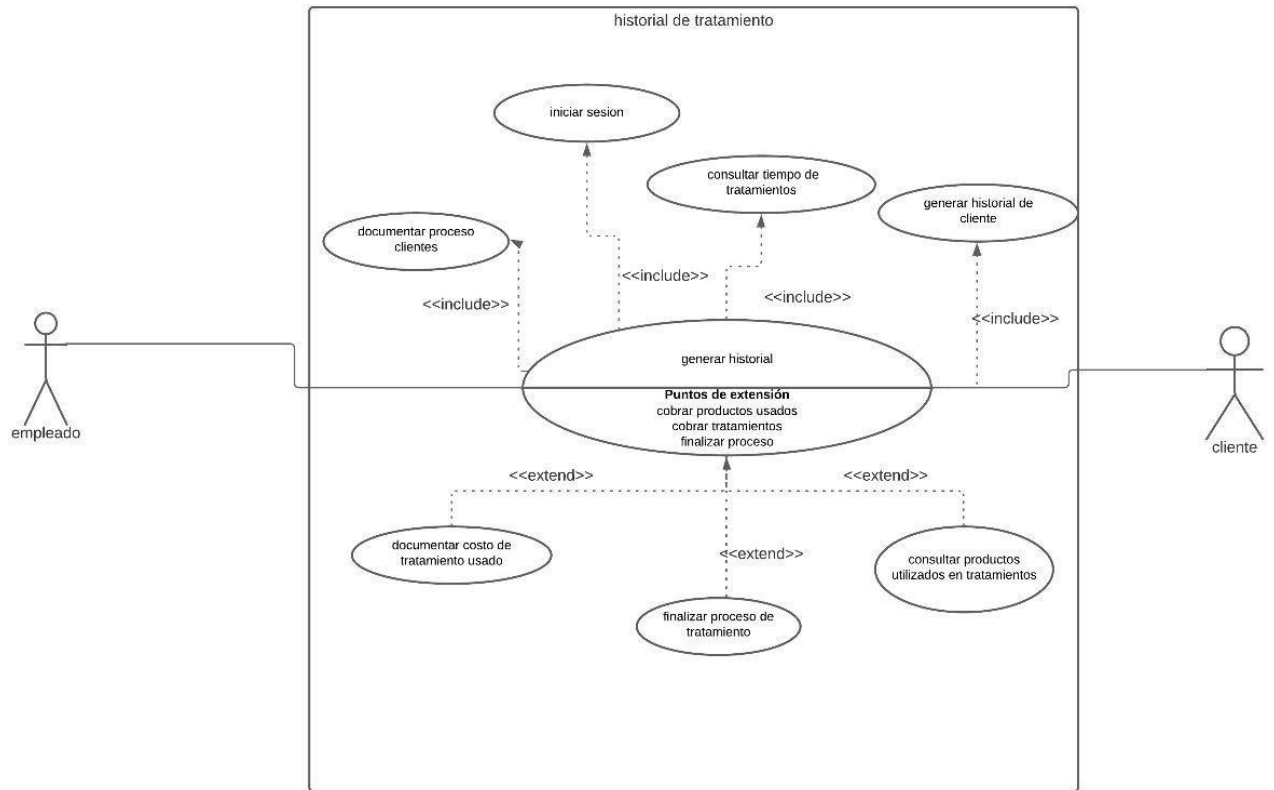 historial de tratamiento
iniciar sesion
consultar tiempo de
tratamientos
generar historial de
cliente
documentar proceso
clientes
<<include>>
<<include>>
<<include>>
<<include>>
generar historial
Puntos de extensión
cobrar productos usados
cobrar tratamientos
finalizar proceso
empleado
cliente
<<extend>>
<<extend>>
documentar costo de
tratamiento usado
<<extend>>
consultar productos
utilizados en tratamientos
finalizar proceso de
tratamiento